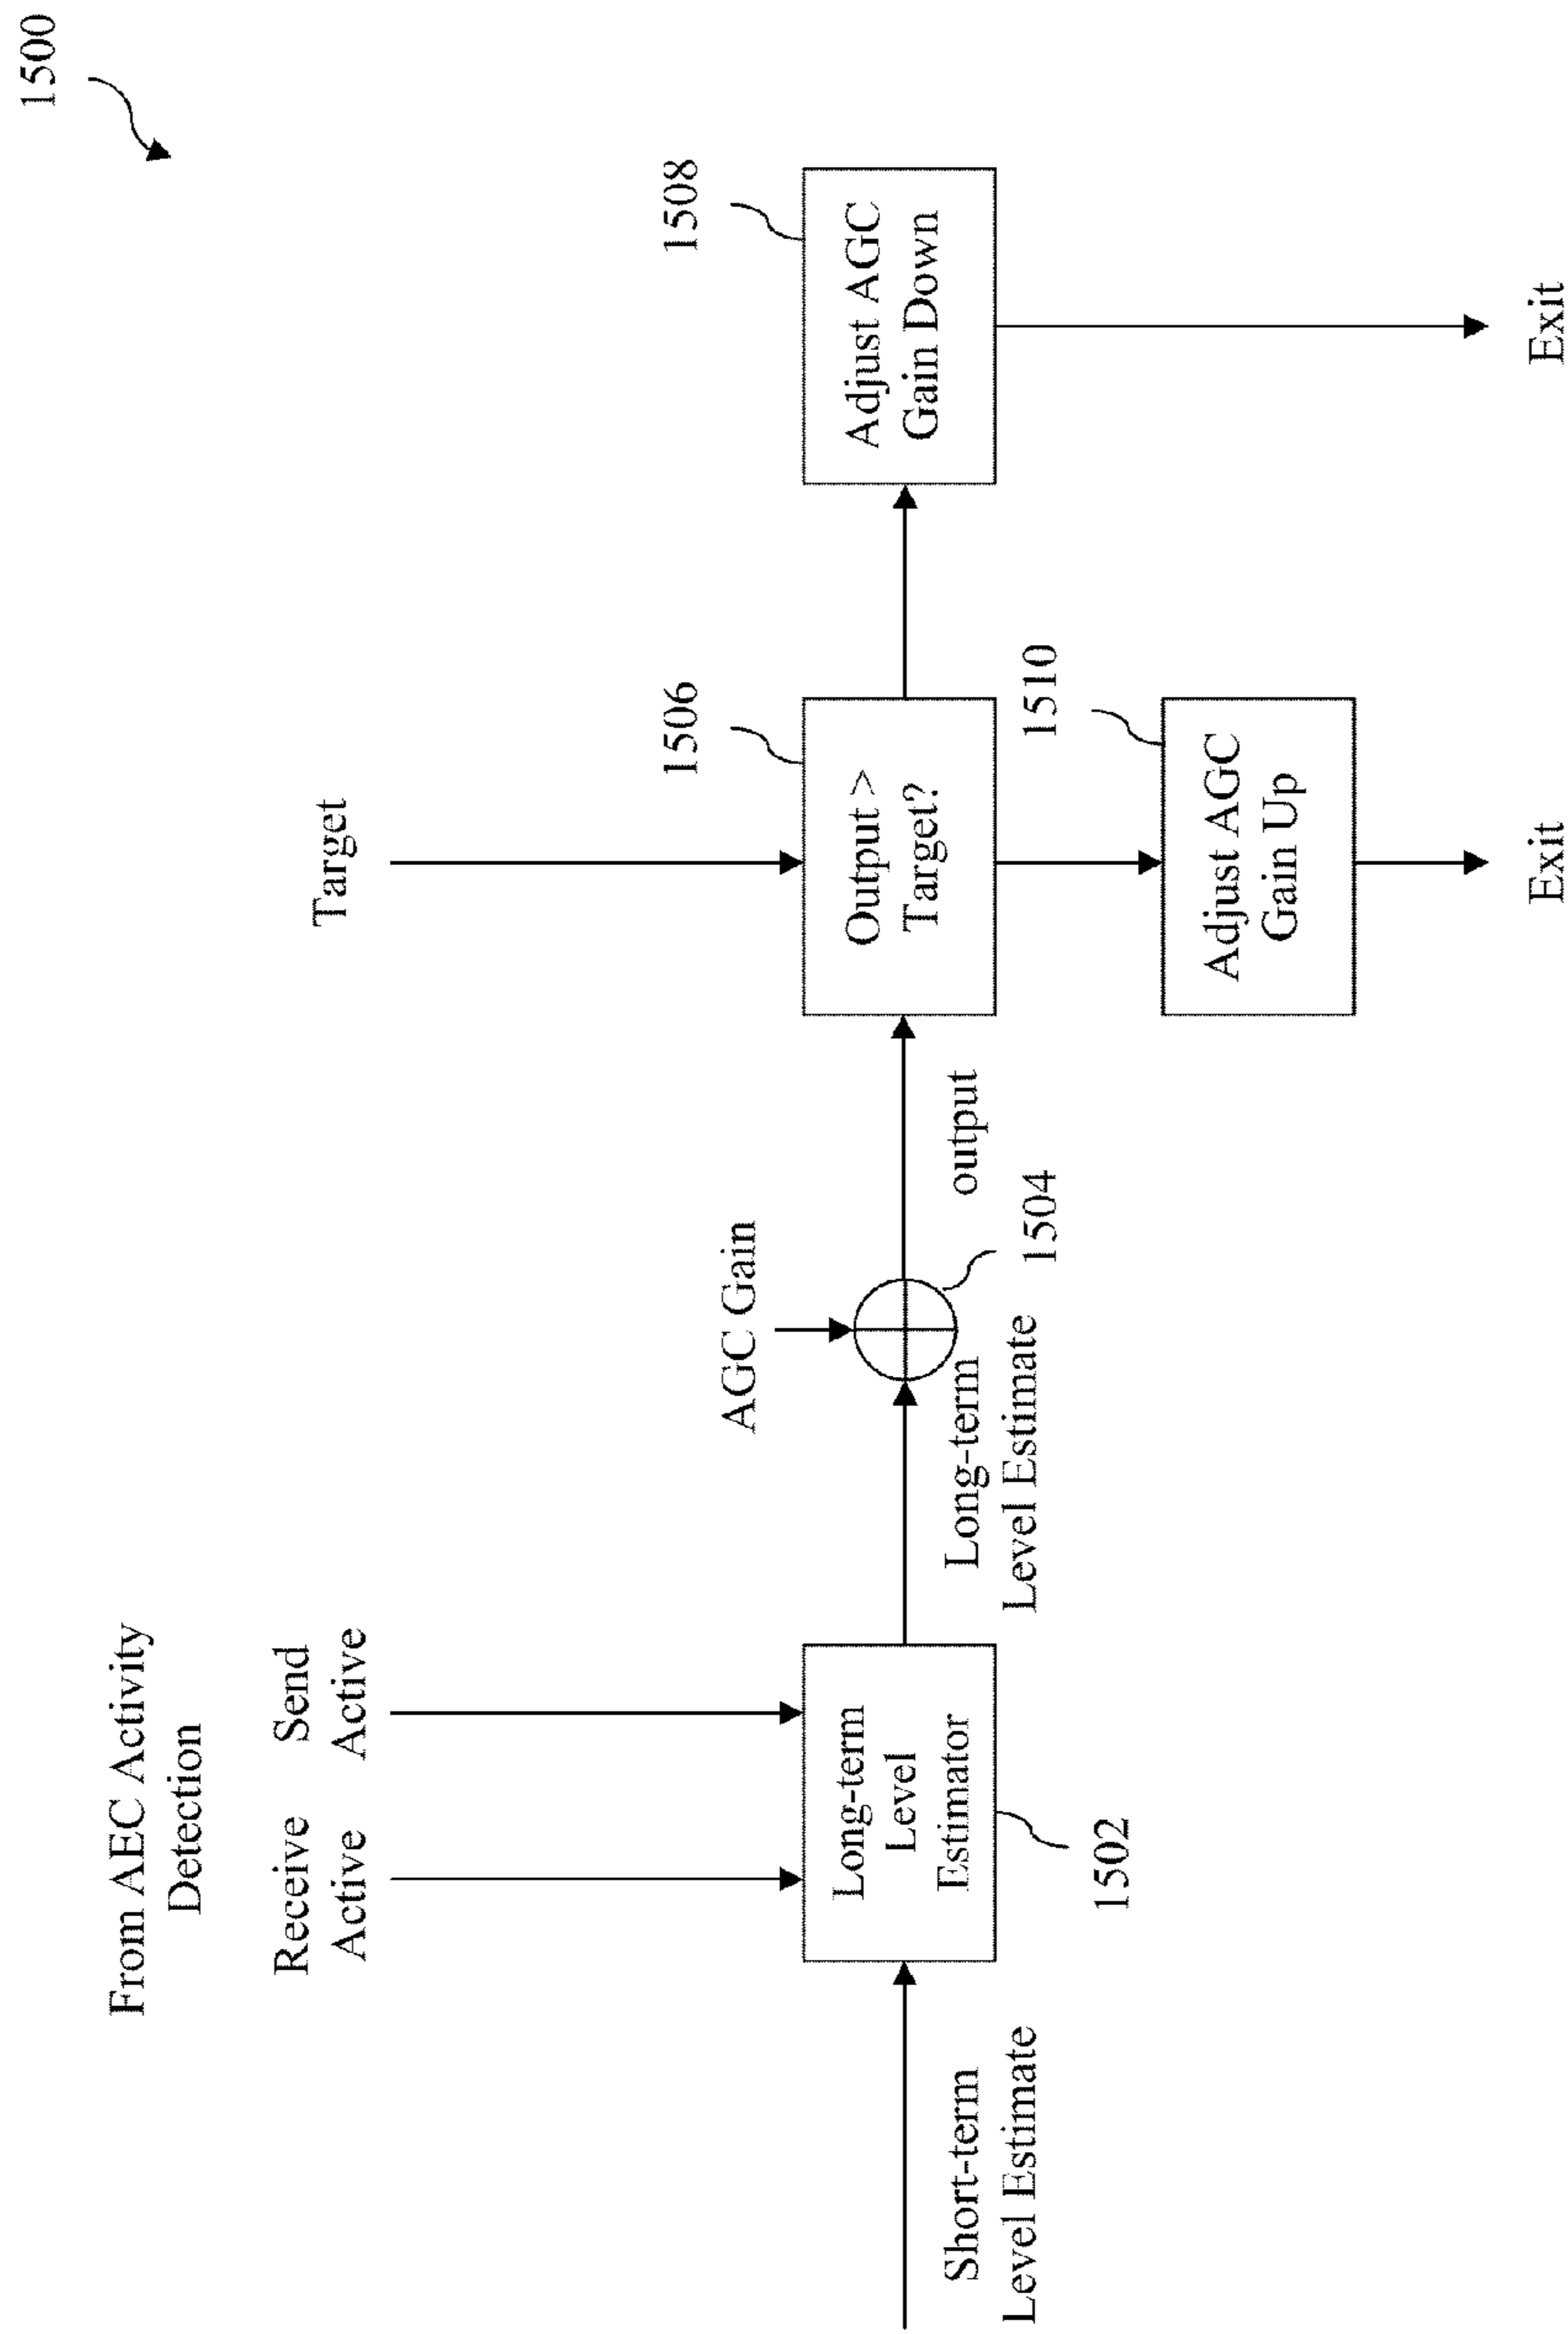 1500
From AEC Activity
Detection
Receive
Active
Send
Active
Target
AGC Gain
1506
1508
Long-term
Level
Estimator
Output >
Target?
Adjust AGC
Gain Down
Short-term
Level Estimate
1502
Long-term
Level Estimate
1504
output
1510
Adjust AGC
Gain Up
Exit
Exit